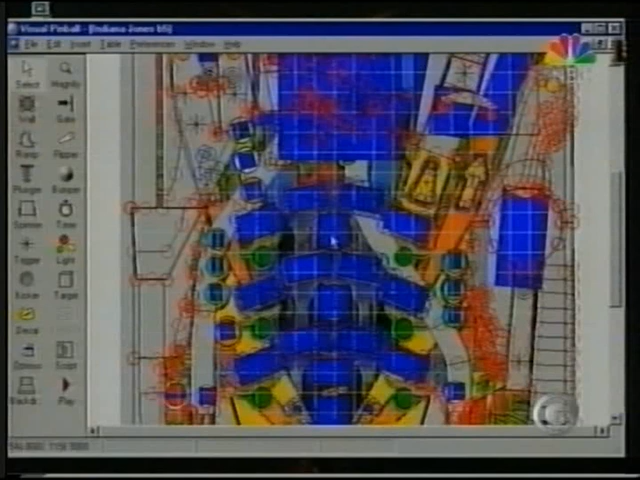 Visual Pinball - [Indiana Jones b5]
File Edit Insert Table Preferences Window Help
Select Magnify
Wall Gate
Ramp Flipper
Plunger Bumper
Spinner Timer
Trigger Light
Kicker Target
Decal
Options Script
Backdrop Play